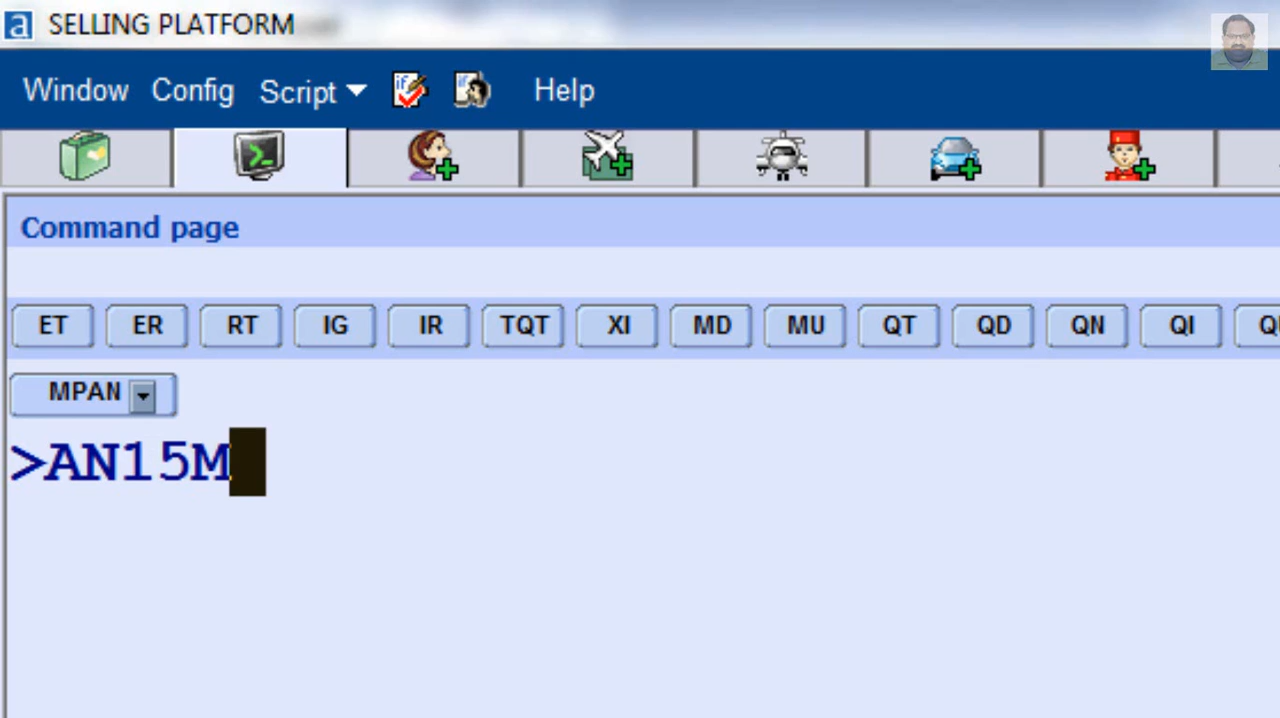 a SELLING PLATFORM
Window Config Script Help
Command page
ET ER RT IG IR TQT XI MD MU QT QD QN QI
MPAN
>AN15M